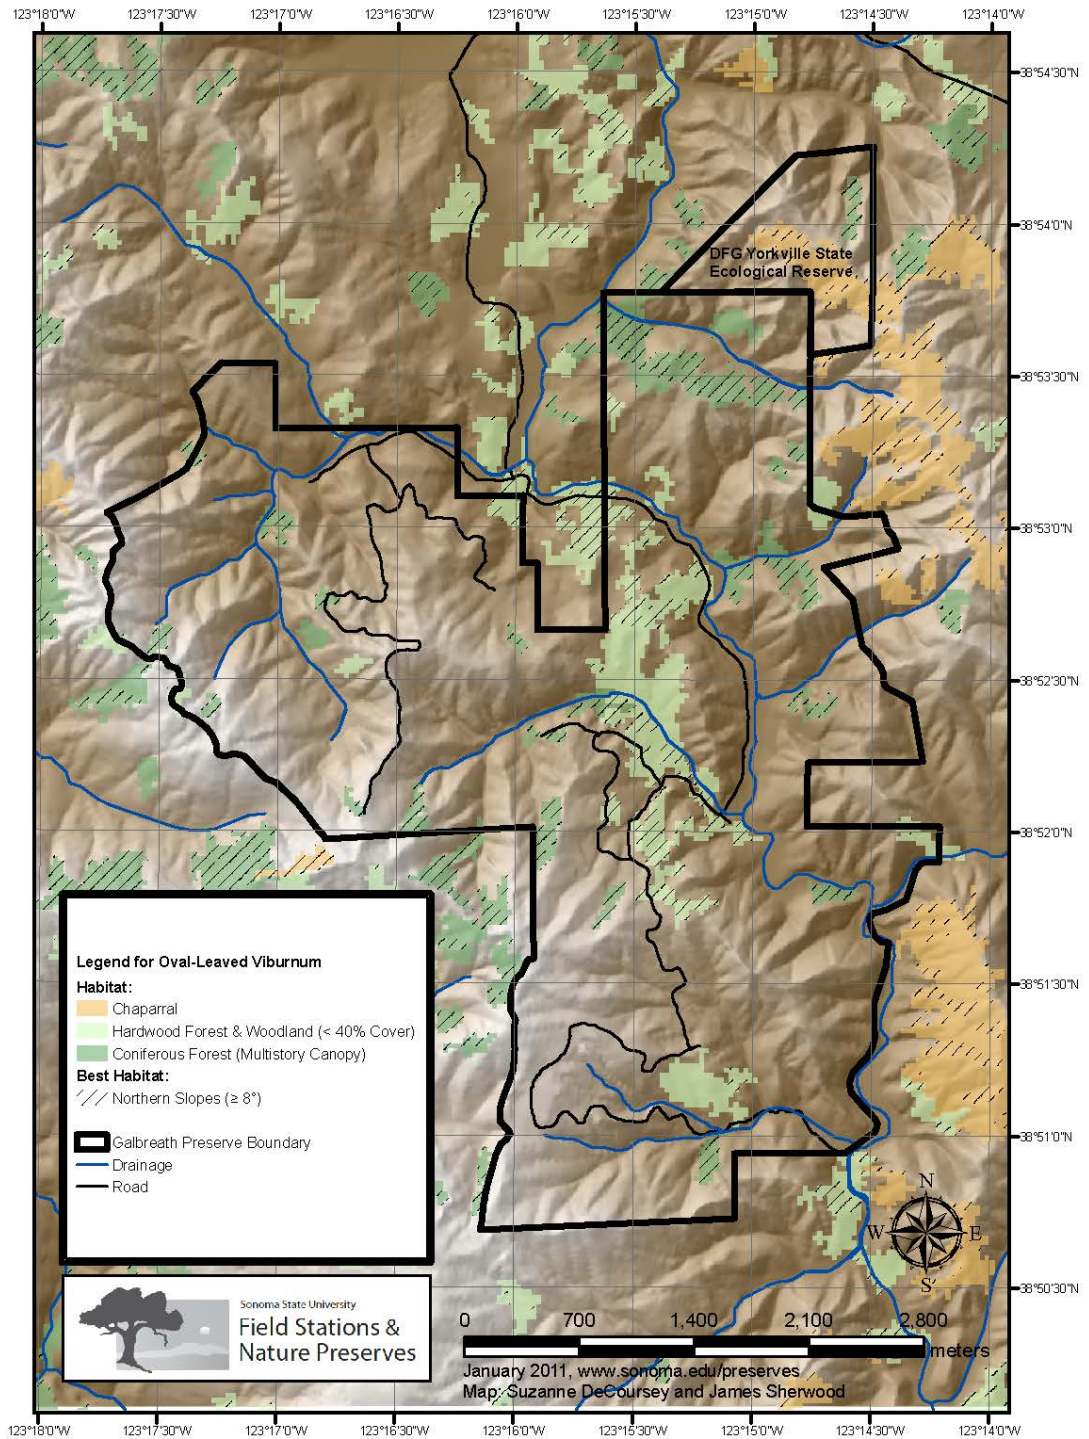 123°18'0"W 123°17'30"W 123°17'0"W 123°16'30"W 123°16'0"W 123°15'30"W 123°15'0"W 123°14'30"W 123°14'0"W
38°54'30"N
38°54'0"N
DFG Yorkville State
Ecological Reserve
38°53'30"N
38°53'0"N
38°52'30"N
38°52'0"N
38°51'30"N
38°51'0"N
38°50'30"N
Legend for Oval-Leaved Viburnum
Habitat:
Chaparral
Hardwood Forest & Woodland (< 40% Cover)
Coniferous Forest (Multistory Canopy)
Best Habitat:
Northern Slopes (≥ 8°)
Galbreath Preserve Boundary
Drainage
Road
N
W E
S
Sonoma State University
Field Stations &
Nature Preserves
0 700 1,400 2,100 2,800
meters
January 2011, www.sonoma.edu/preserves
Map: Suzanne DeCoursey and James Sherwood
123°18'0"W 123°17'30"W 123°17'0"W 123°16'30"W 123°16'0"W 123°15'30"W 123°15'0"W 123°14'30"W 123°14'0"W